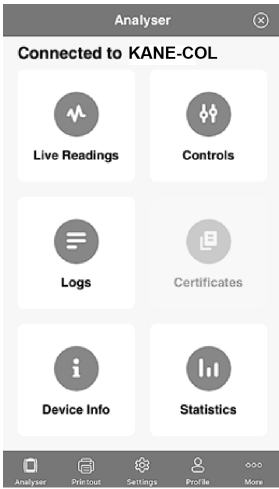 Analyser
Connected to KANE-COL
Live Readings
Controls
Logs
Certificates
Device Info
Statistics
Analyser Printout Settings Profile More